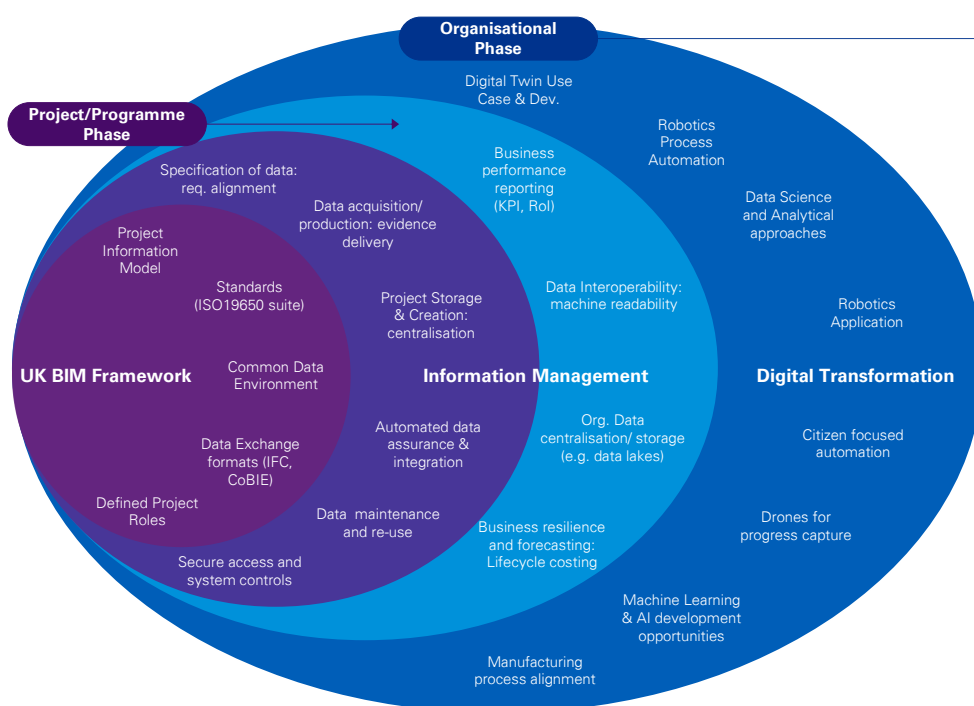 Organisational
Phase
Digital Twin Use
Case & Dev.
Project/Programme
Phase
Robotics
Process
Automation
Business
performance
reporting
(KPI, RoI)
Specification of data:
req. alignment
Data Science
and Analytical
approaches
Data acquisition/
production: evidence
delivery
Project
Information
Model
Standards
(ISO19650 suite)
Data Interoperability:
machine readability
Project Storage
& Creation:
centralisation
Robotics
Application
UK BIM Framework
Common Data
Environment
Information Management
Digital Transformation
Automated data
assurance &
integration
Org. Data
centralisation/ storage
(e.g. data lakes)
Citizen focused
automation
Data Exchange
formats (IFC,
CoBIE)
Defined Project
Roles
Data maintenance
and re-use
Business resilience
and forecasting:
Lifecycle costing
Drones for
progress capture
Secure access and
system controls
Machine Learning
& AI development
opportunities
Manufacturing
process alignment